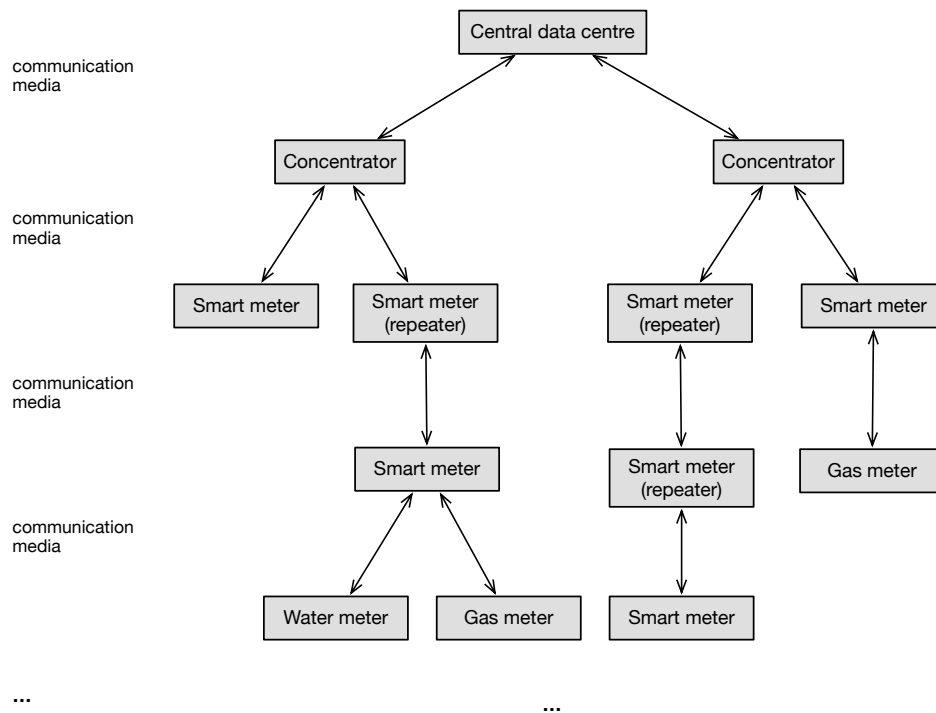 Central data centre
communication
media
Concentrator
Concentrator
communication
media
Smart meter
Smart meter
(repeater)
Smart meter
(repeater)
Smart meter
communication
media
Smart meter
Smart meter
(repeater)
Gas meter
communication
media
Water meter
Gas meter
Smart meter
...
...